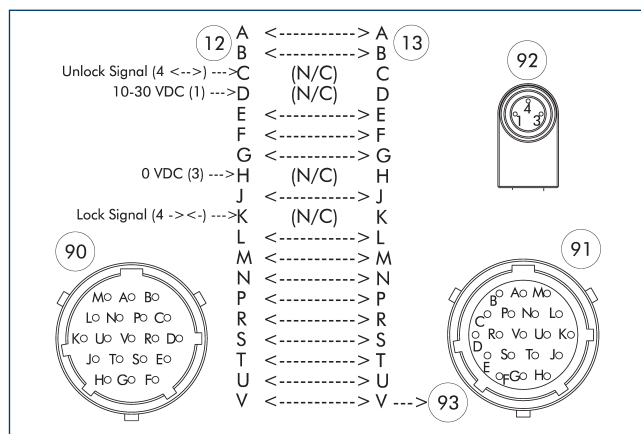 12 A <-----------> A 13
B <-----------> B
Unlock Signal (4 <-->) --->C (N/C) C
10-30 VDC (1) --->D (N/C) D
E <-----------> E
F <-----------> F
G <-----------> G
0 VDC (3) --->H (N/C) H
J <-----------> J
Lock Signal (4 -><-) --->K (N/C) K
L <-----------> L
M <-----------> M
N <-----------> N
P <-----------> P
R <-----------> R
S <-----------> S
T <-----------> T
U <-----------> U
V <-----------> V ---> 93
92
4
1 3
90
M A B
L N P C
K U V R D
J T S E
H G F
91
B A M
C P N L
D R V U K
E S T J
F G H